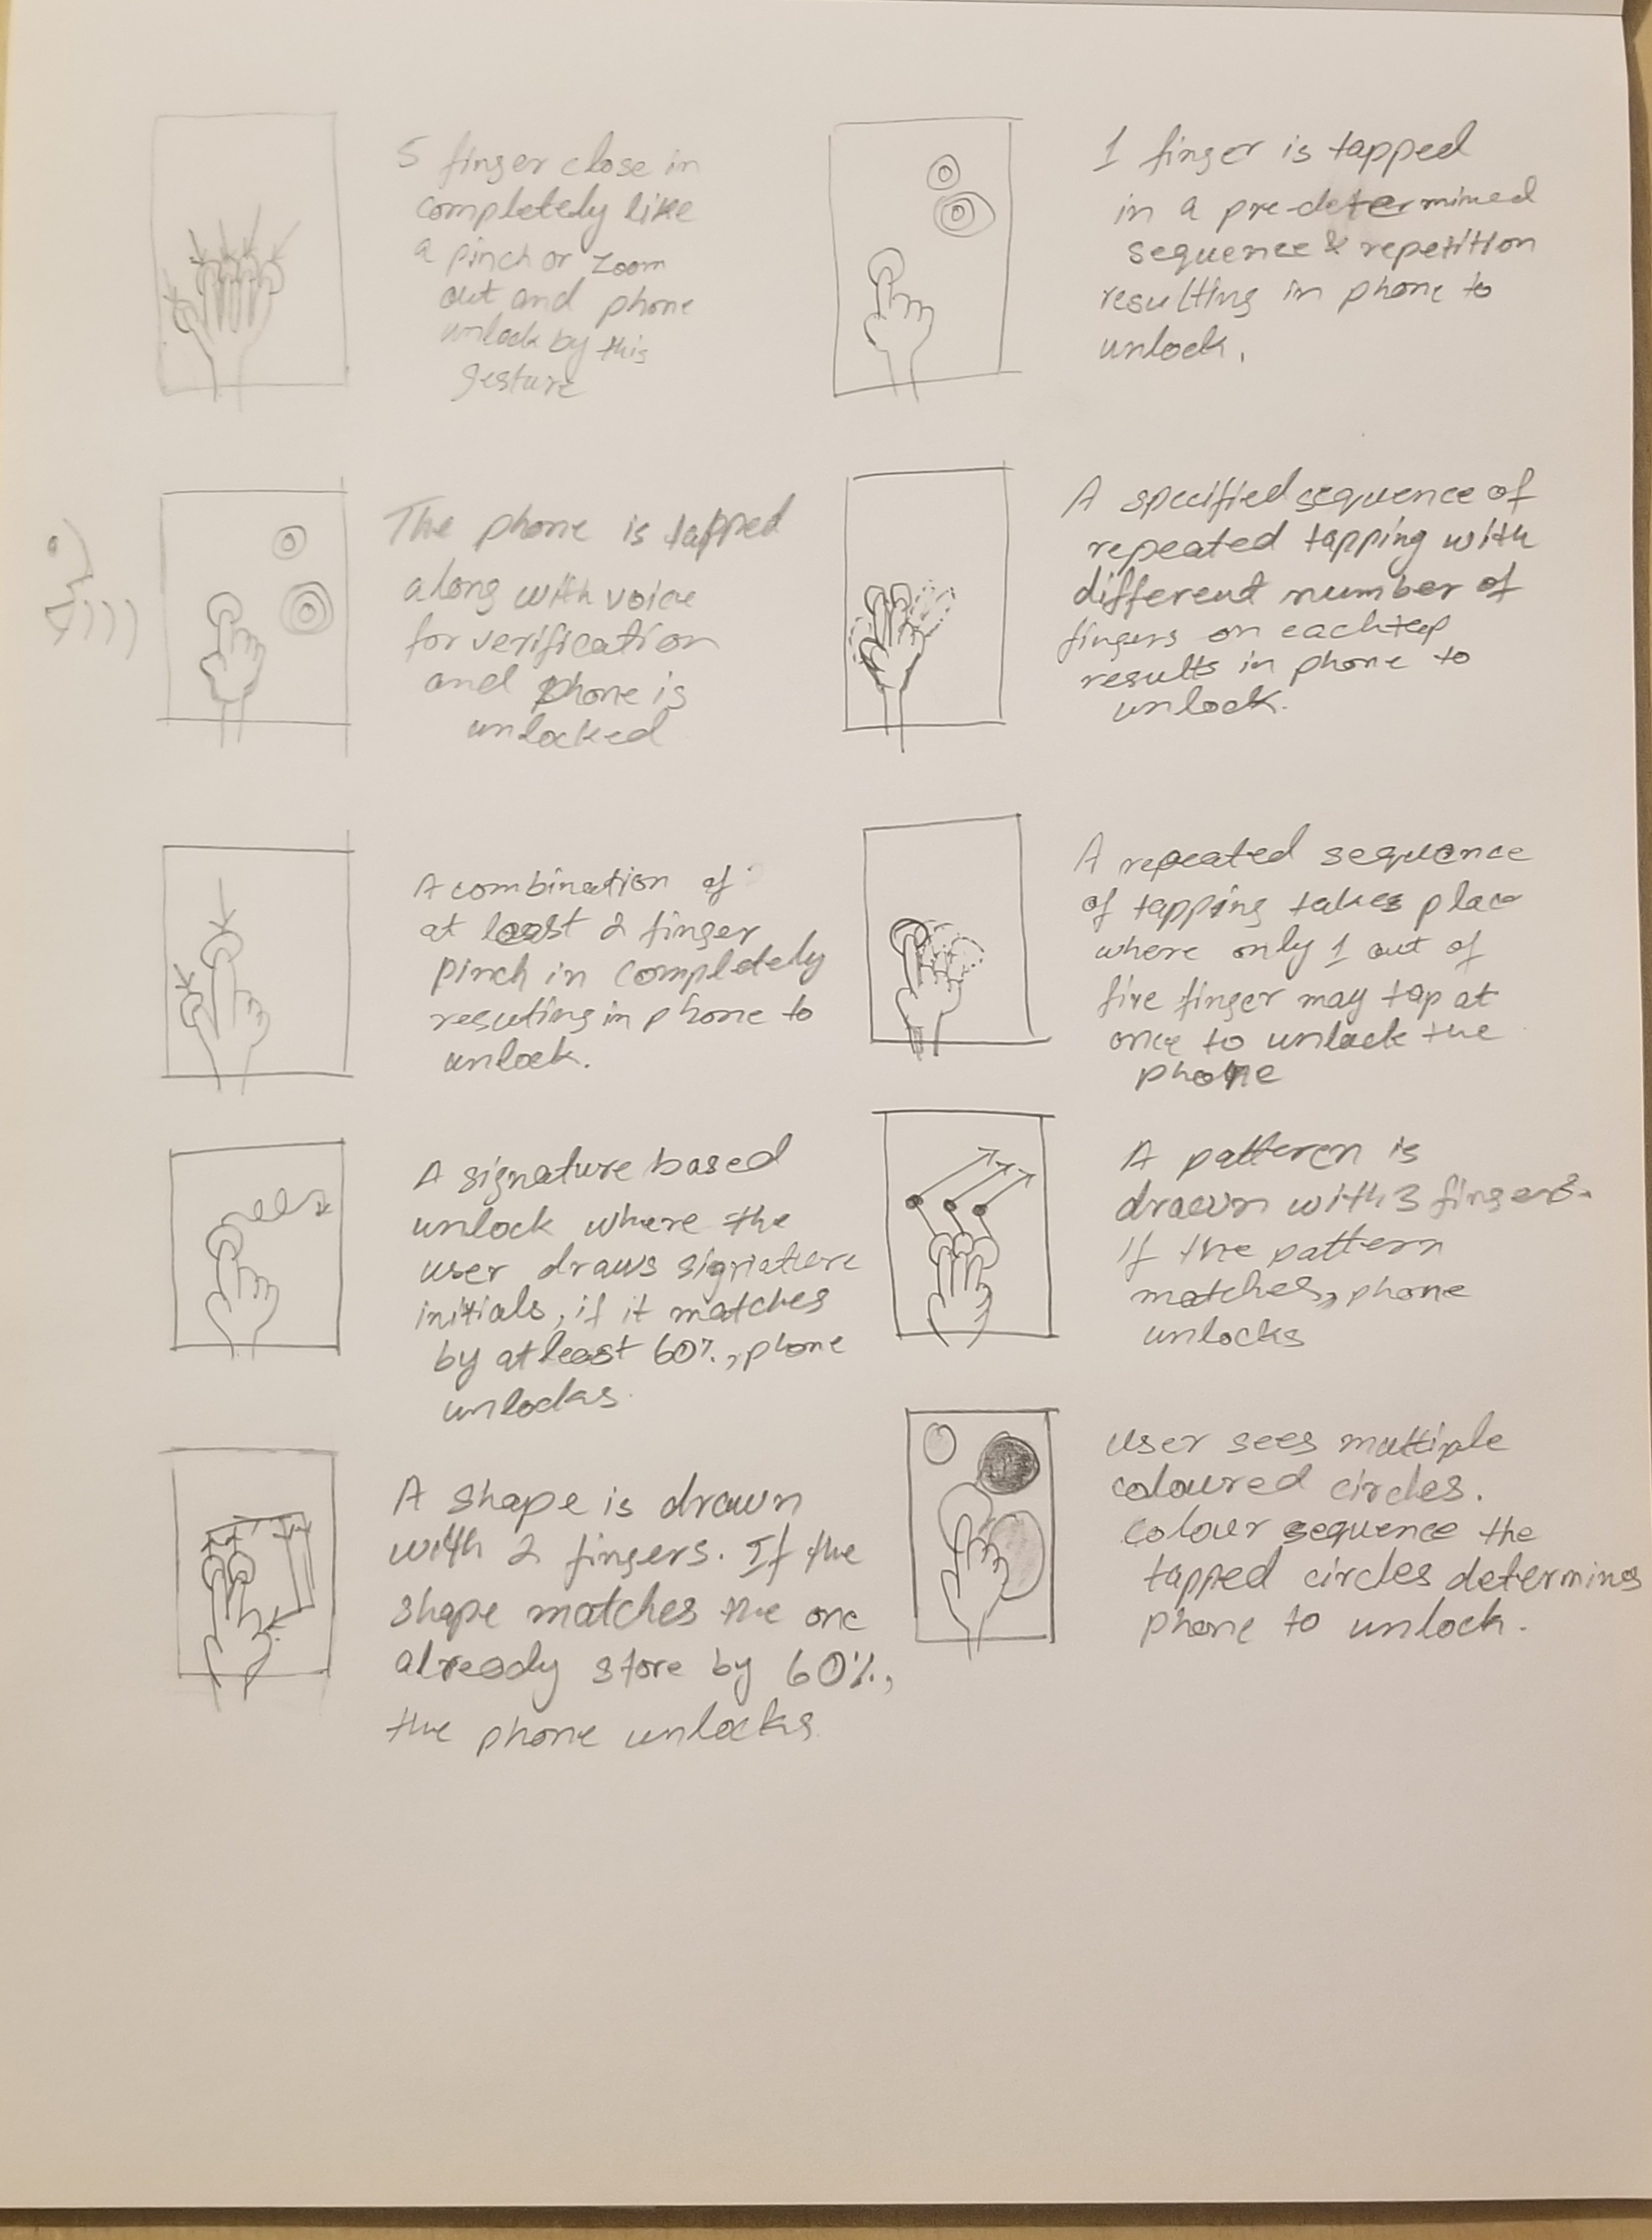 5 finger close in
completely like
a pinch or zoom
out and phone
unlock by this
gesture
1 finger is tapped
in a pre-determined
sequence & repetition
resulting in phone to
unlock.
The phone is tapped
along with voice
for verification
and phone is
unlocked
A specified sequence of
repeated tapping with
different number of
fingers on each tap
results in phone to
unlock.
A combination of
at least 2 finger
pinch in completely
resulting in phone to
unlock.
A repeated sequence
of tapping takes place
where only 1 out of
five finger may tap at
once to unlock the
phone
A signature based
unlock where the
user draws signature
initials, if it matches
by at least 60%, phone
unlocks.
A patteren is
drawn with 3 fingers.
If the pattern
matches, phone
unlocks
A shape is drawn
with 2 fingers. If the
shape matches the one
already store by 60%,
the phone unlocks.
User sees multiple
coloured circles.
Colour sequence the
tapped circles determines
phone to unlock.